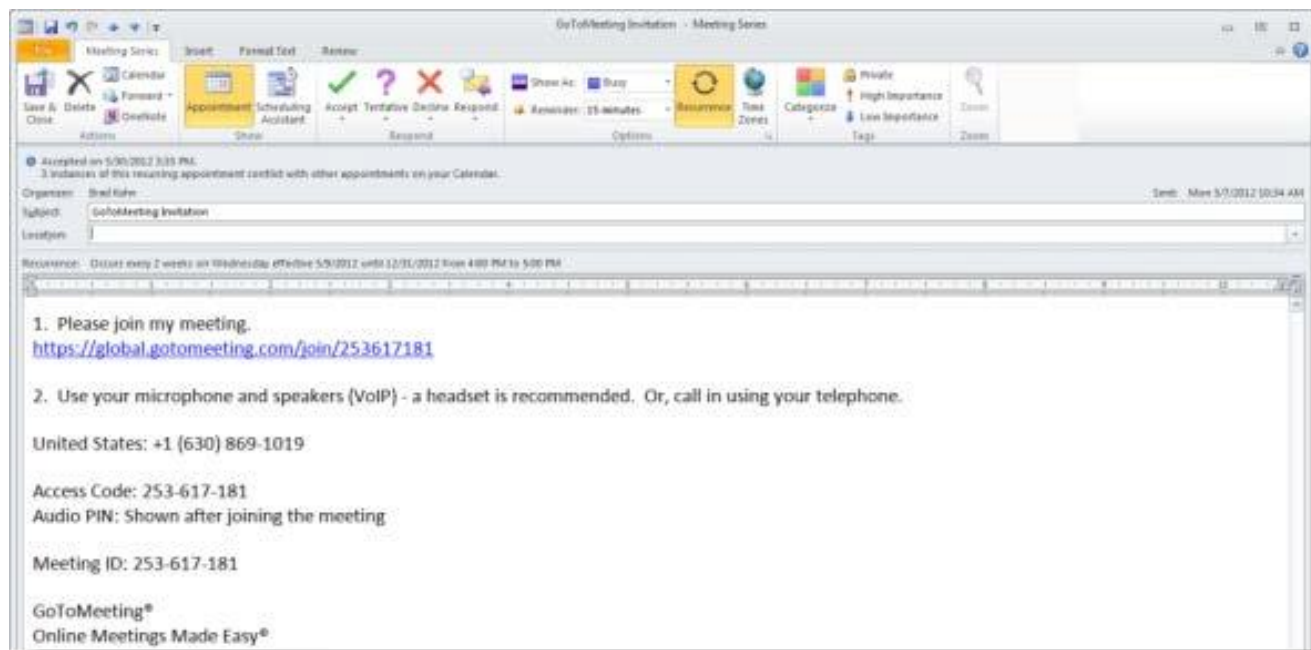 GoToMeeting Invitation - Meeting Series
File Meeting Series Insert Format Text Review
Save & Close
Delete
Calendar
Forward
OneNote
Actions
Appointment
Scheduling Assistant
Show
Accept Tentative Decline Respond
Respond
Show As: Busy
Reminder: 15 minutes
Recurrence
Time Zones
Options
Categorize
Private
High Importance
Low Importance
Tags
Zoom
Zoom
Accepted on 5/30/2012 3:35 PM.
3 instances of this recurring appointment conflict with other appointments on your Calendar.
Organizer: Brad Kuhn
Sent: Mon 5/7/2012 10:34 AM
Subject: GoToMeeting Invitation
Location:
Recurrence: Occurs every 2 weeks on Wednesday effective 5/9/2012 until 12/31/2012 from 4:00 PM to 5:00 PM
1. Please join my meeting.
https://global.gotomeeting.com/join/253617181
2. Use your microphone and speakers (VoIP) - a headset is recommended. Or, call in using your telephone.
United States: +1 (630) 869-1019
Access Code: 253-617-181
Audio PIN: Shown after joining the meeting
Meeting ID: 253-617-181
GoToMeeting®
Online Meetings Made Easy®